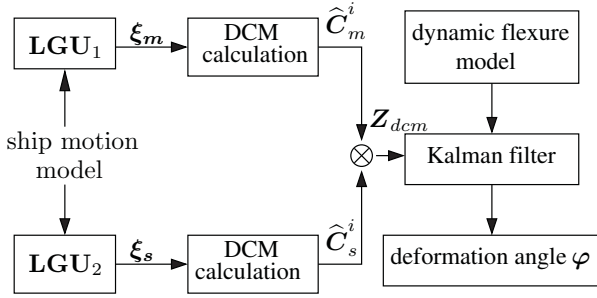 LGU₁
ξₘ
DCM
calculation
Ĉₘⁱ
dynamic flexure
model
ship motion
model
Z_dcm
⊗
Kalman filter
LGU₂
ξₛ
DCM
calculation
Ĉₛⁱ
deformation angle φ